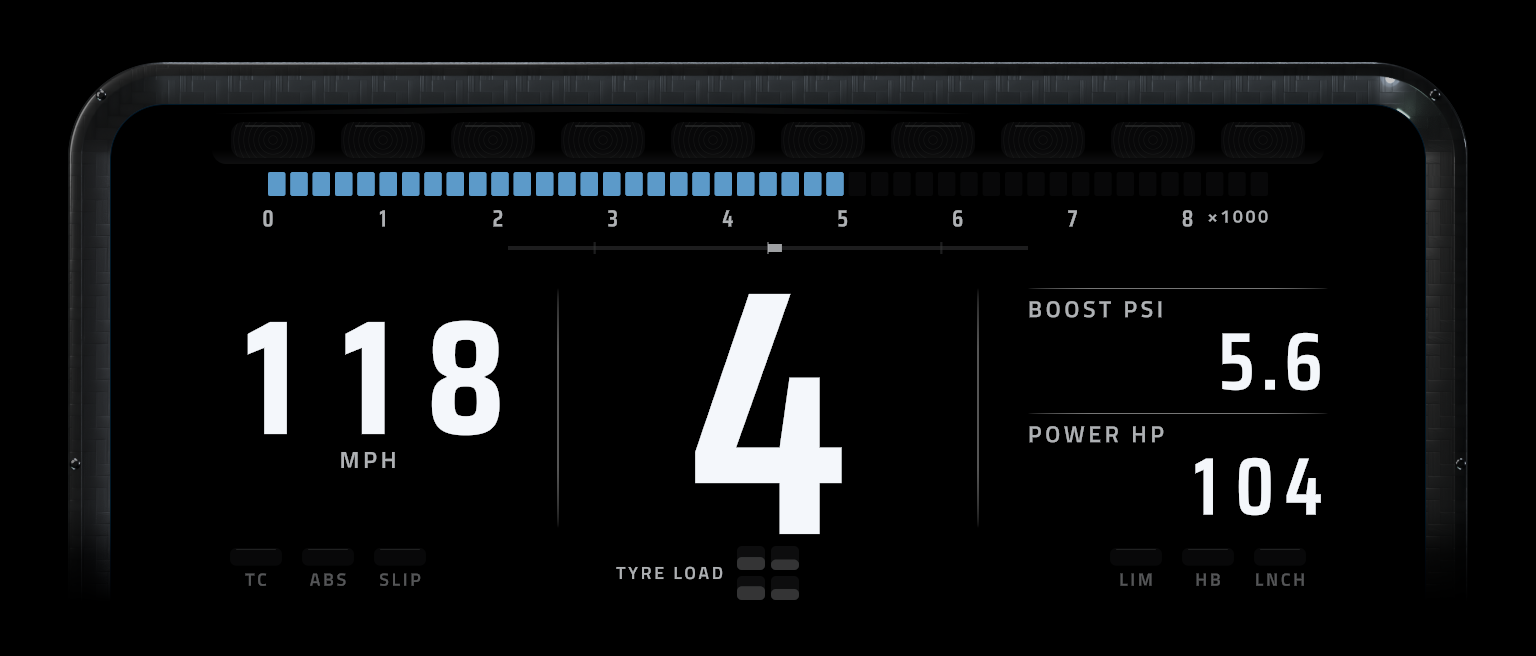 0 1 2 3 4 5 6 7 8 ×1000
118
MPH
4
BOOST PSI
5.6
POWER HP
104
TC ABS SLIP
TYRE LOAD
LIM HB LNCH